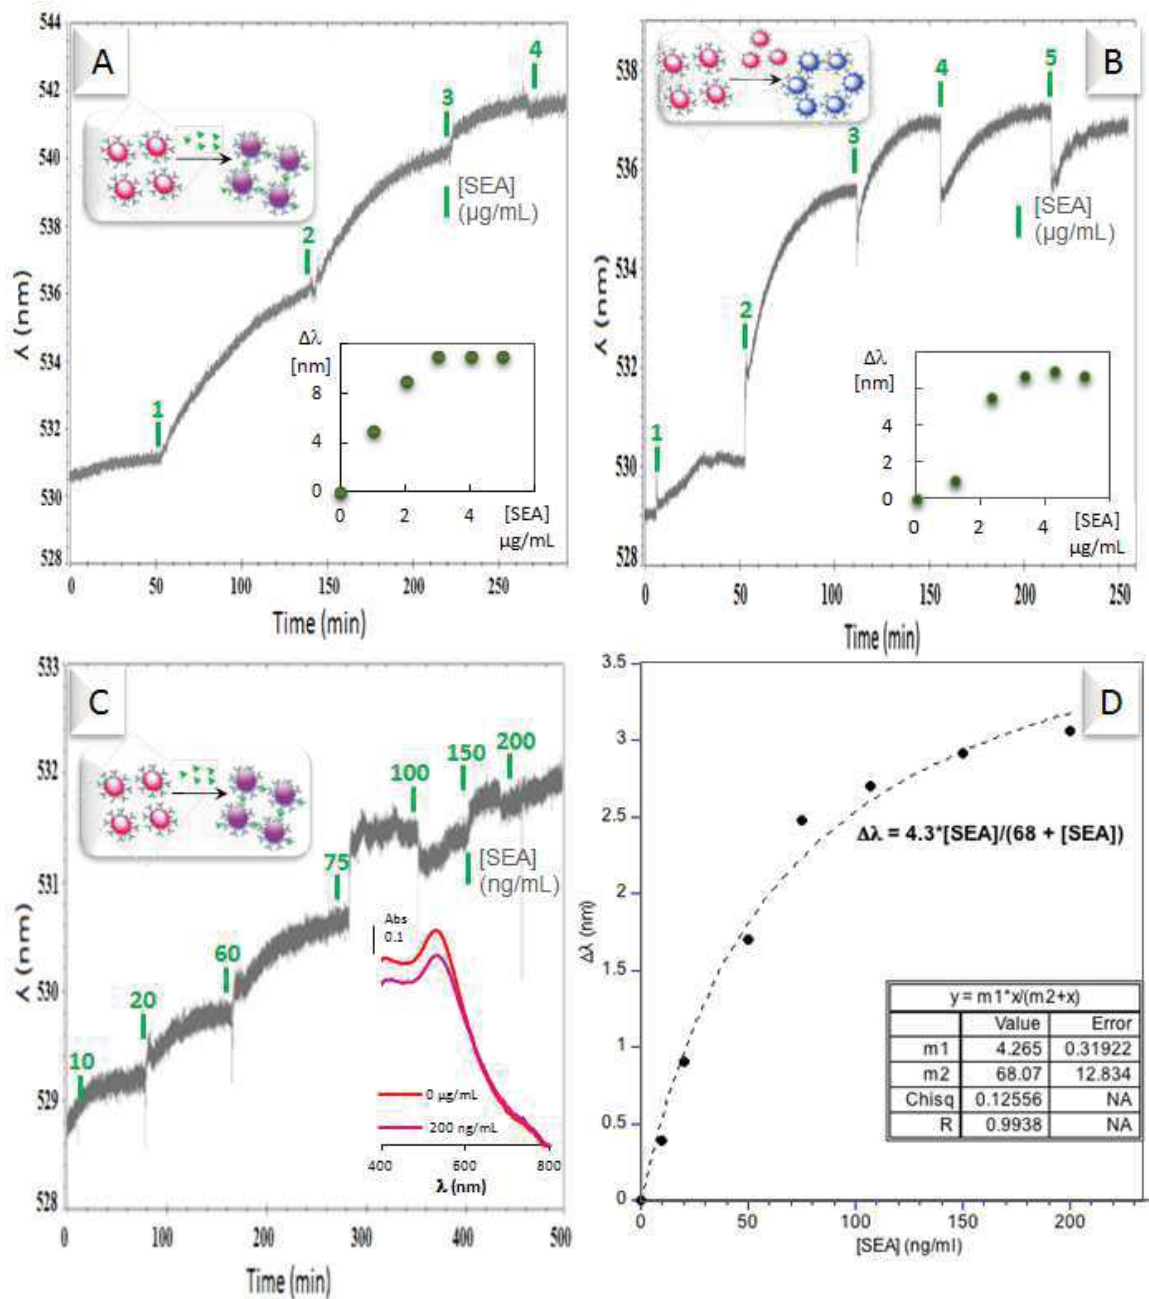 A
544
542
540
538
536
534
531
530
528
λ (nm)
1
2
3
4
[SEA]
(µg/mL)
Δλ
[nm]
8
4
0
0
2
4
[SEA]
µg/mL
0
50
100
150
200
250
Time (min)
B
538
536
534
532
530
528
λ (nm)
1
2
3
4
5
[SEA]
(µg/mL)
Δλ
[nm]
4
2
0
0
2
4
[SEA]
µg/mL
0
50
100
150
200
250
Time (min)
C
533
532
531
530
529
528
λ (nm)
10
20
60
75
100
150
200
[SEA]
(ng/mL)
Abs
0.1
0 µg/mL
200 ng/mL
400
600
800
λ (nm)
0
100
200
300
400
500
Time (min)
D
3.5
3
2.5
2
1.5
1
0.5
0
Δλ (nm)
Δλ = 4.3*[SEA]/(68 + [SEA])
y = m1*x/(m2+x)
Value Error
m1 4.265 0.31922
m2 68.07 12.834
Chisq 0.12556 NA
R 0.9938 NA
0
50
100
150
200
[SEA] (ng/ml)